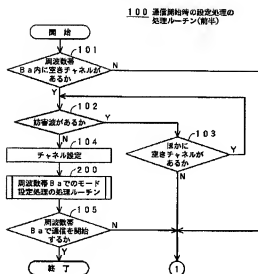 100 通信開始時の設定処理の
処理ルーチン(前半)
開始
101
周波数帯
Ba内に空きチャネルが
あるか
N
Y
102
妨害波があるか
Y
N
103
ほかに
空きチャネルが
あるか
Y
N
104
チャネル設定
200
周波数帯Baでのモード
設定処理の処理ルーチン
105
周波数帯
Baで通信を開始
するか
N
Y
終了
1